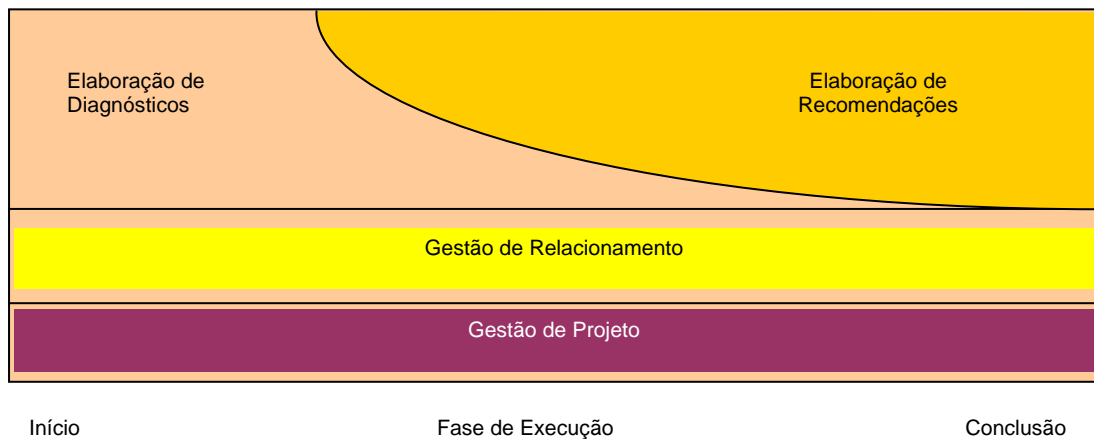 Elaboração de
Diagnósticos
Elaboração de
Recomendações
Gestão de Relacionamento
Gestão de Projeto
Início
Fase de Execução
Conclusão